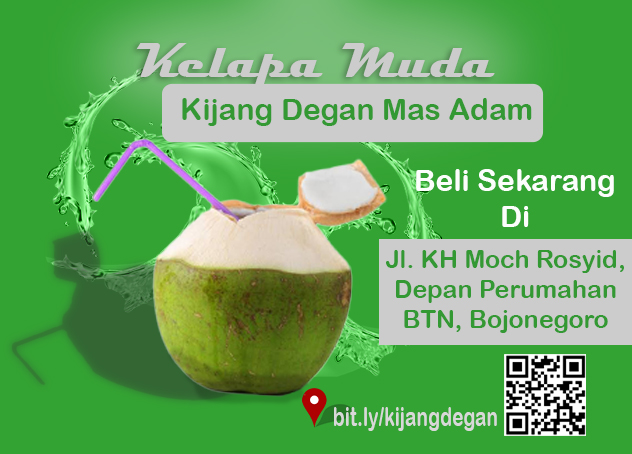 Kelapa Muda
Kijang Degan Mas Adam
Beli Sekarang
Di
Jl. KH Moch Rosyid,
Depan Perumahan
BTN, Bojonegoro
bit.ly/kijangdegan